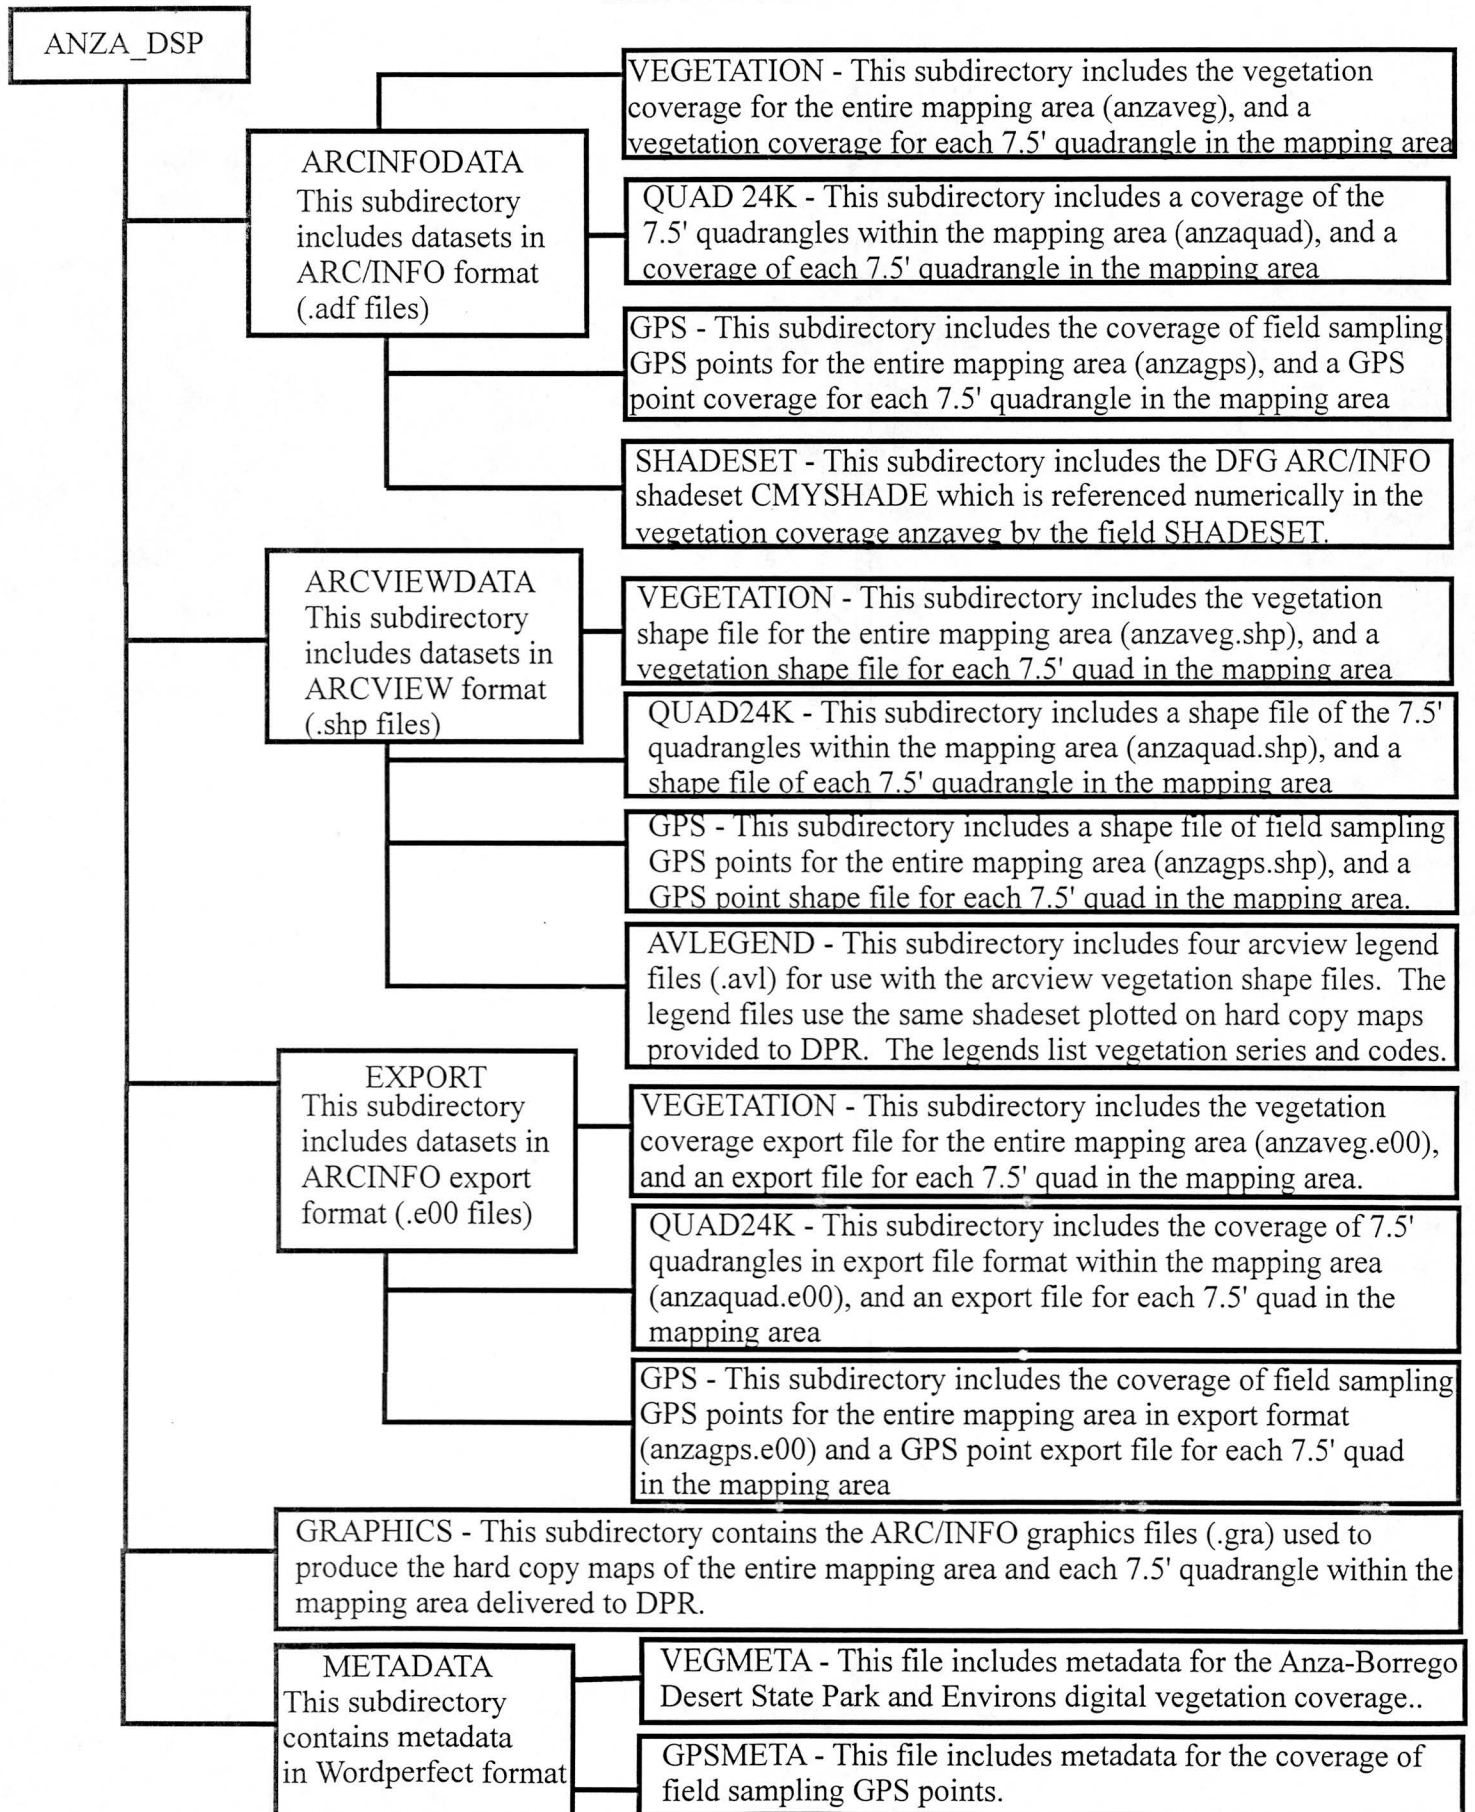 ANZA_DSP
ARCINFODATA
This subdirectory
includes datasets in
ARC/INFO format
(.adf files)
VEGETATION - This subdirectory includes the vegetation
coverage for the entire mapping area (anzaveg), and a
vegetation coverage for each 7.5' quadrangle in the mapping area
QUAD 24K - This subdirectory includes a coverage of the
7.5' quadrangles within the mapping area (anzaquad), and a
coverage of each 7.5' quadrangle in the mapping area
GPS - This subdirectory includes the coverage of field sampling
GPS points for the entire mapping area (anzagps), and a GPS
point coverage for each 7.5' quadrangle in the mapping area
SHADESET - This subdirectory includes the DFG ARC/INFO
shadeset CMYSHADE which is referenced numerically in the
vegetation coverage anzaveg by the field SHADESET.
ARCVIEWDATA
This subdirectory
includes datasets in
ARCVIEW format
(.shp files)
VEGETATION - This subdirectory includes the vegetation
shape file for the entire mapping area (anzaveg.shp), and a
vegetation shape file for each 7.5' quad in the mapping area
QUAD24K - This subdirectory includes a shape file of the 7.5'
quadrangles within the mapping area (anzaquad.shp), and a
shape file of each 7.5' quadrangle in the mapping area
GPS - This subdirectory includes a shape file of field sampling
GPS points for the entire mapping area (anzagps.shp), and a
GPS point shape file for each 7.5' quad in the mapping area.
AVLEGEND - This subdirectory includes four arcview legend
files (.avl) for use with the arcview vegetation shape files.  The
legend files use the same shadeset plotted on hard copy maps
provided to DPR.  The legends list vegetation series and codes.
EXPORT
This subdirectory
includes datasets in
ARCINFO export
format (.e00 files)
VEGETATION - This subdirectory includes the vegetation
coverage export file for the entire mapping area (anzaveg.e00),
and an export file for each 7.5' quad in the mapping area.
QUAD24K - This subdirectory includes the coverage of 7.5'
quadrangles in export file format within the mapping area
(anzaquad.e00), and an export file for each 7.5' quad in the
mapping area
GPS - This subdirectory includes the coverage of field sampling
GPS points for the entire mapping area in export format
(anzagps.e00) and a GPS point export file for each 7.5' quad
in the mapping area
GRAPHICS - This subdirectory contains the ARC/INFO graphics files (.gra) used to
produce the hard copy maps of the entire mapping area and each 7.5' quadrangle within the
mapping area delivered to DPR.
METADATA
This subdirectory
contains metadata
in Wordperfect format
VEGMETA - This file includes metadata for the Anza-Borrego
Desert State Park and Environs digital vegetation coverage..
GPSMETA - This file includes metadata for the coverage of
field sampling GPS points.